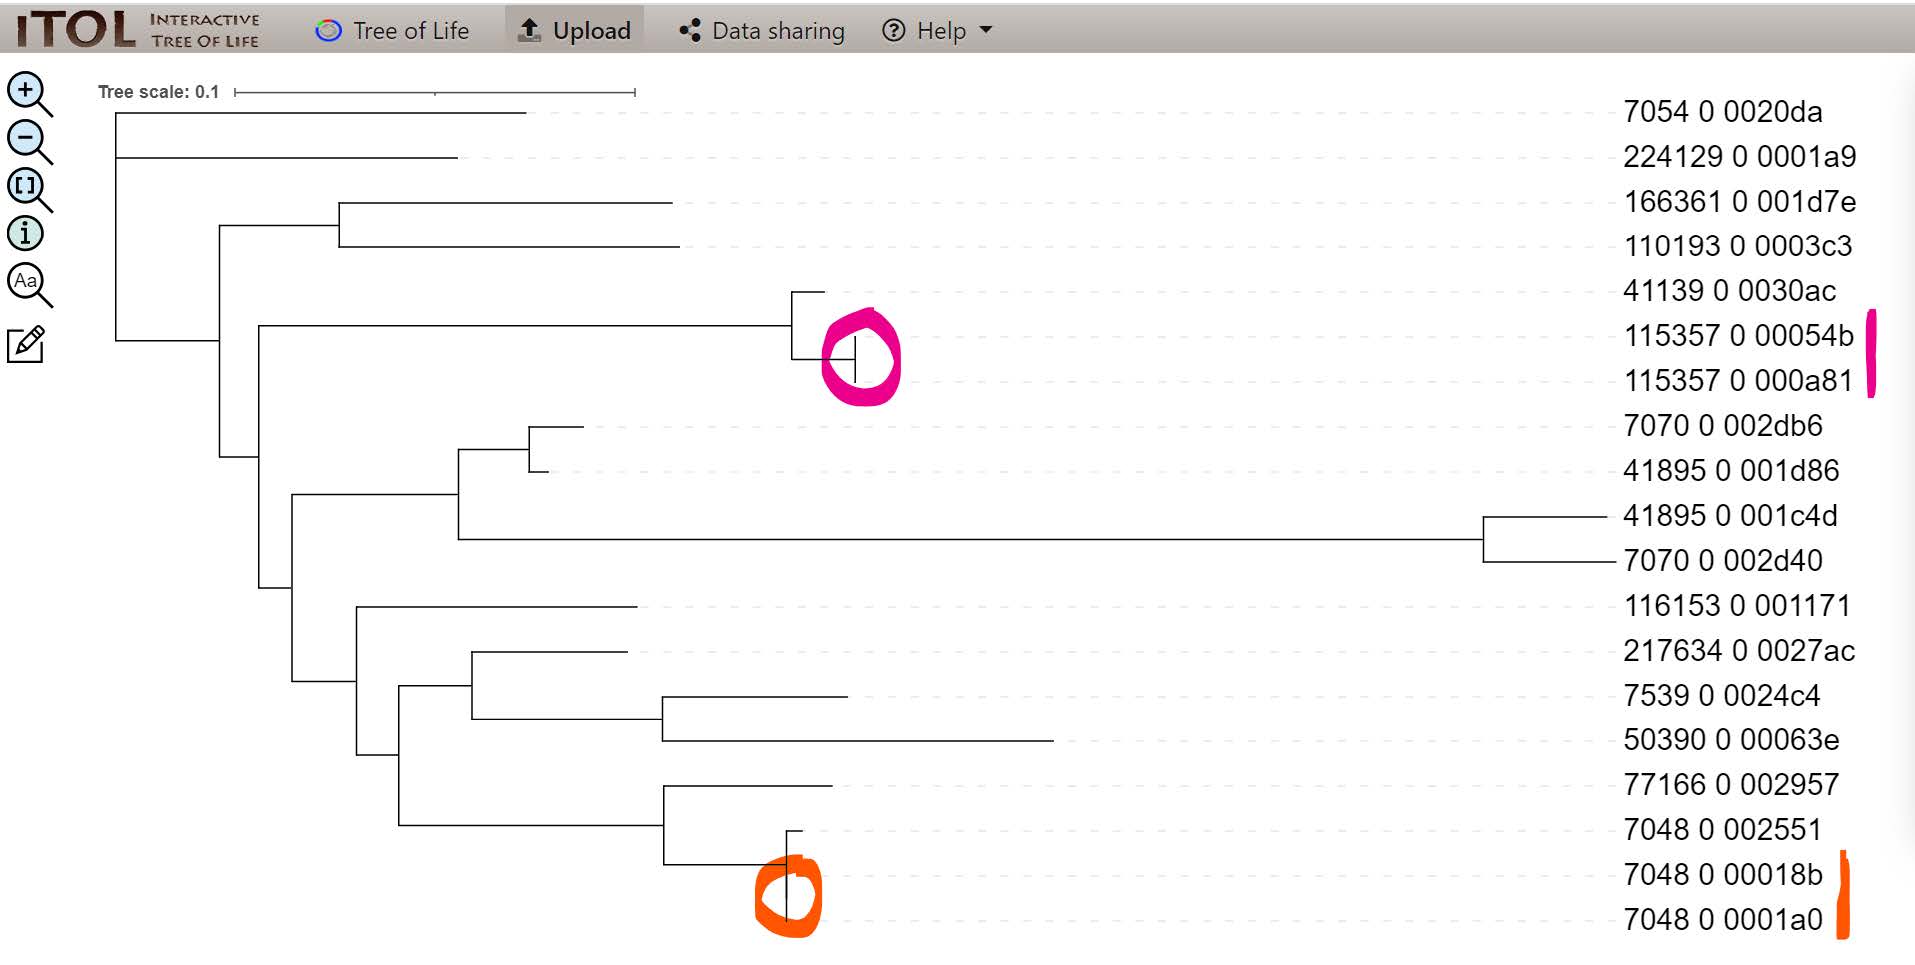 iTOL INTERACTIVE TREE OF LIFE
Tree of Life
Upload
Data sharing
Help
Aa
Tree scale: 0.1
7054 0 0020da
224129 0 0001a9
166361 0 001d7e
110193 0 0003c3
41139 0 0030ac
115357 0 00054b
115357 0 000a81
7070 0 002db6
41895 0 001d86
41895 0 001c4d
7070 0 002d40
116153 0 001171
217634 0 0027ac
7539 0 0024c4
50390 0 00063e
77166 0 002957
7048 0 002551
7048 0 00018b
7048 0 0001a0